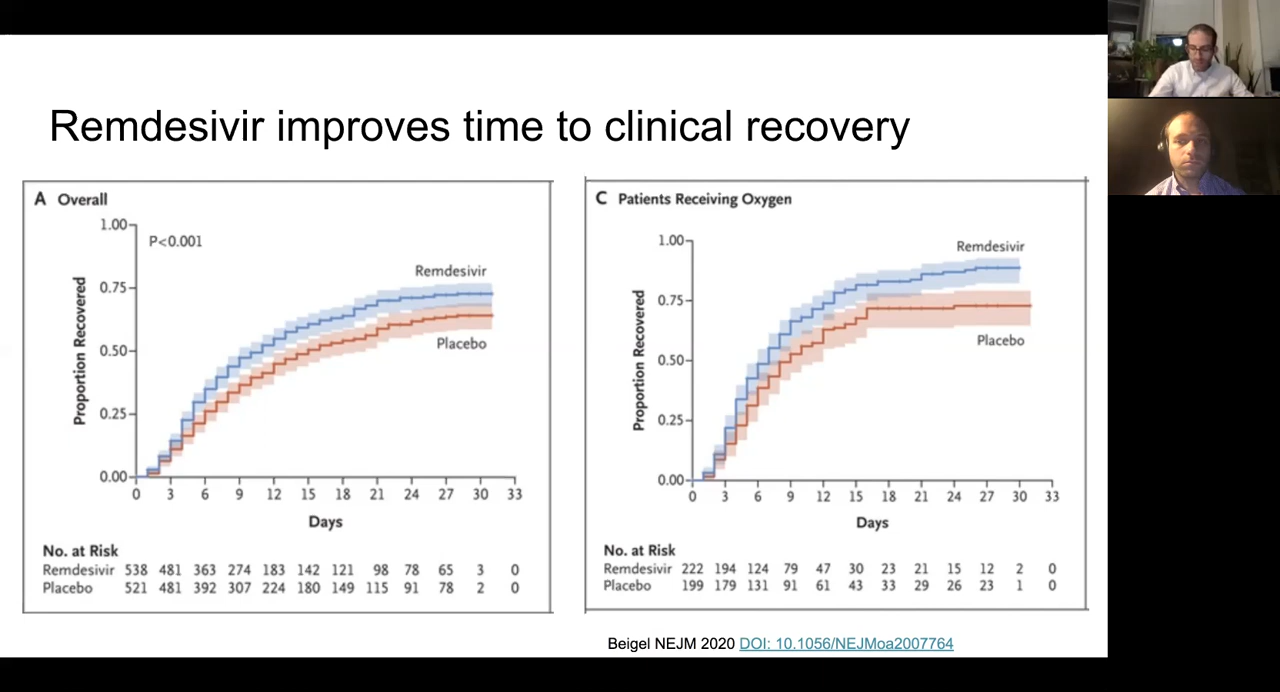 Remdesivir improves time to clinical recovery
A Overall
P<0.001
1.00
0.75
0.50
0.25
0.00
Proportion Recovered
Remdesivir
Placebo
0 3 6 9 12 15 18 21 24 27 30 33
Days
No. at Risk
Remdesivir 538 481 363 274 183 142 121 98 78 65 3 0
Placebo 521 481 392 307 224 180 149 115 91 78 2 0
C Patients Receiving Oxygen
1.00
0.75
0.50
0.25
0.00
Proportion Recovered
Remdesivir
Placebo
0 3 6 9 12 15 18 21 24 27 30 33
Days
No. at Risk
Remdesivir 222 194 124 79 47 30 23 21 15 12 2 0
Placebo 199 179 131 91 61 43 33 29 26 23 1 0
Beigel NEJM 2020 DOI: 10.1056/NEJMoa2007764